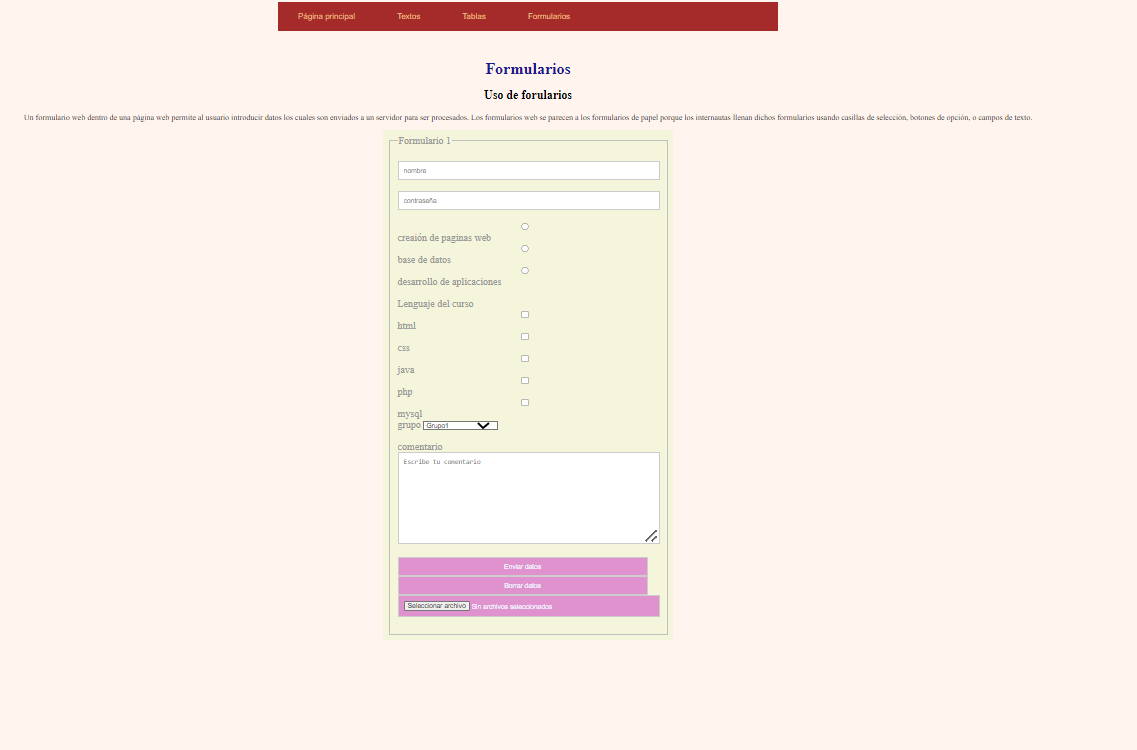 Página principal Textos Tablas Formularios
Formularios
Uso de forularios
Un formulario web dentro de una página web permite al usuario introducir datos los cuales son enviados a un servidor para ser procesados. Los formularios web se parecen a los formularios de papel porque los internautas llenan dichos formularios usando casillas de selección, botones de opción, o campos de texto.
Formulario 1
nombre
contraseña
creaión de paginas web
base de datos
desarrollo de aplicaciones
Lenguaje del curso
html
css
java
php
mysql
grupo Grupo1
comentario
Escribe tu comentario
Enviar datos
Borrar datos
Seleccionar archivo Sin archivos seleccionados